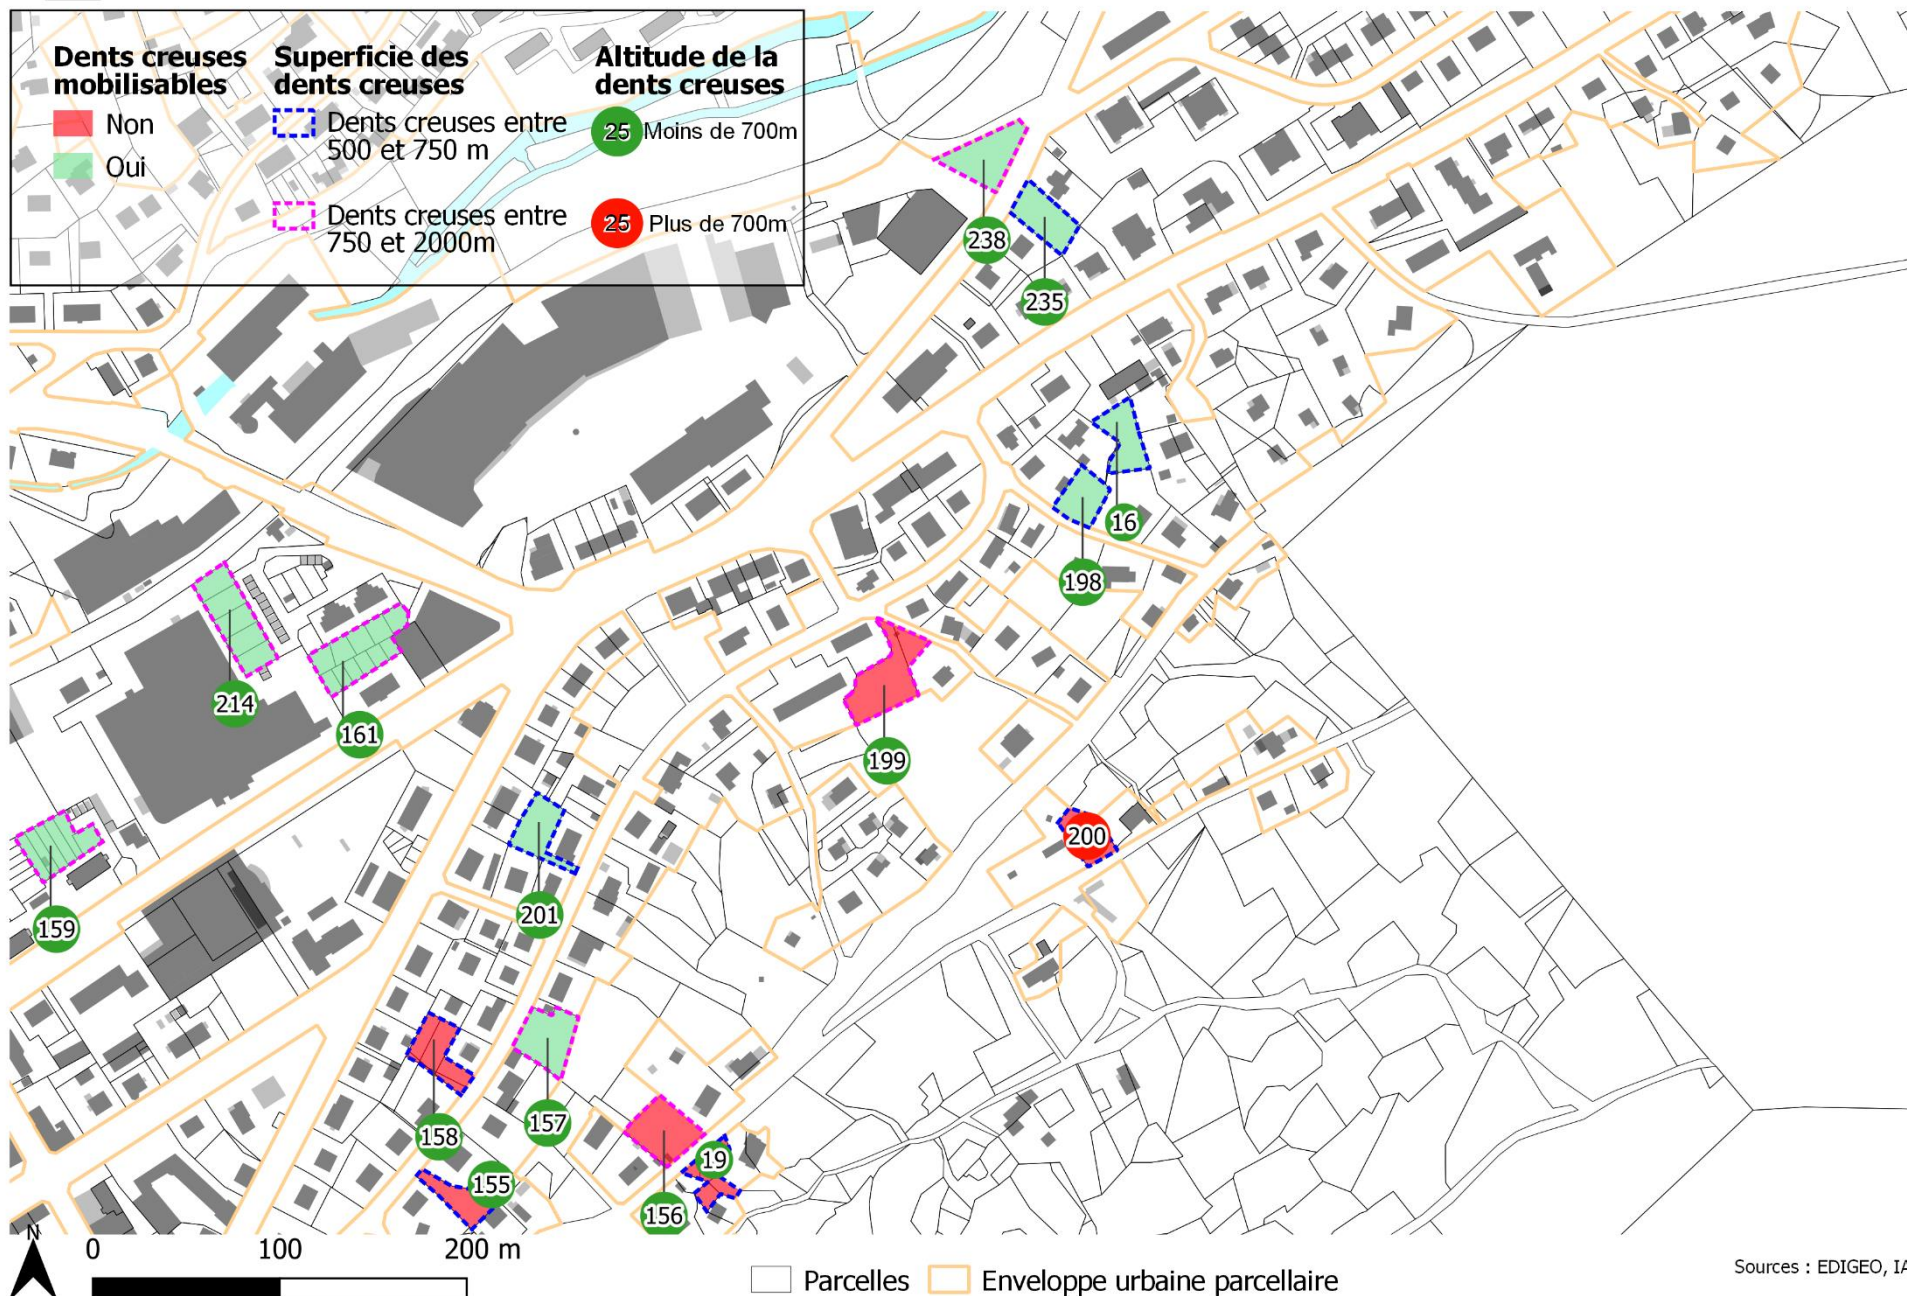 Dents creuses
mobilisables
Non
Oui
Superficie des
dents creuses
Dents creuses entre
500 et 750 m
Dents creuses entre
750 et 2000m
Altitude de la
dents creuses
25 Moins de 700m
25 Plus de 700m
238
235
16
198
214
161
199
200
159
201
158
157
155
19
156
N
0 100 200 m
Parcelles
Enveloppe urbaine parcellaire
Sources : EDIGEO, IA